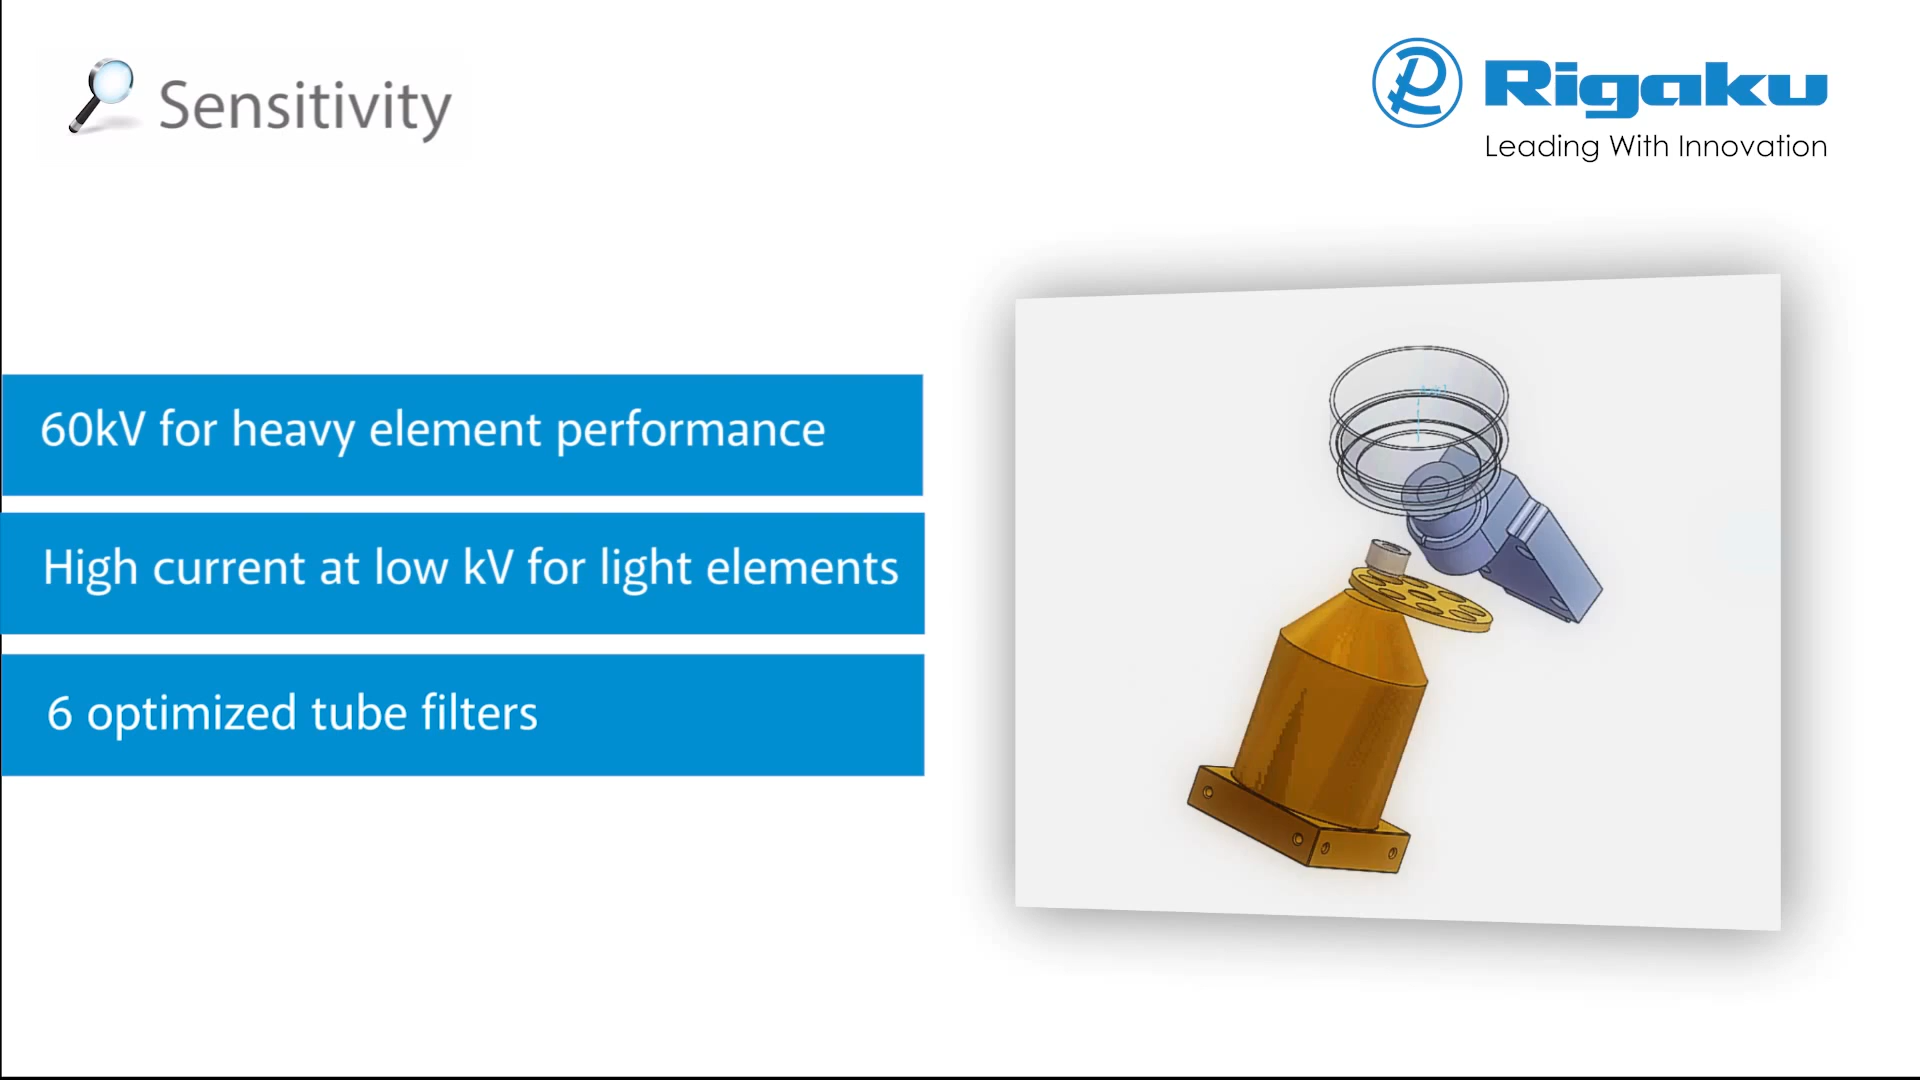 Sensitivity
Rigaku
Leading With Innovation
60kV for heavy element performance
High current at low kV for light elements
6 optimized tube filters